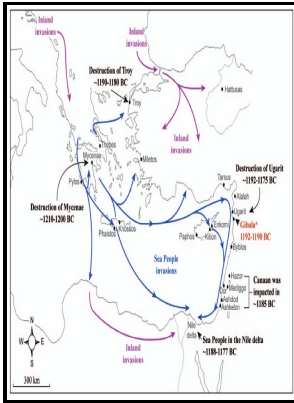 Inland
invasions
Inland
invasions
Destruction of Troy
~1190-1180 BC
Troy
Hattusas
Inland
invasions
Thebes
Mycenae
Miletos
Pylos
Destruction of Mycenae
~1210-1200 BC
Phaistos
Knossos
Tarsus
Alalah
Destruction of Ugarit
~1192-1175 BC
Ugarit
Gibala*
1192-1190 BC
Enkomi
Paphos
Kition
Byblos
Sea People
invasions
Hazor
Megiddo
Dor
Ashdod
Ashkelon
Canaan was
impacted in
~1185 BC
Nile
delta
Sea People in the Nile delta
~1188-1177 BC
Inland
invasions
N
W
E
S
300 km